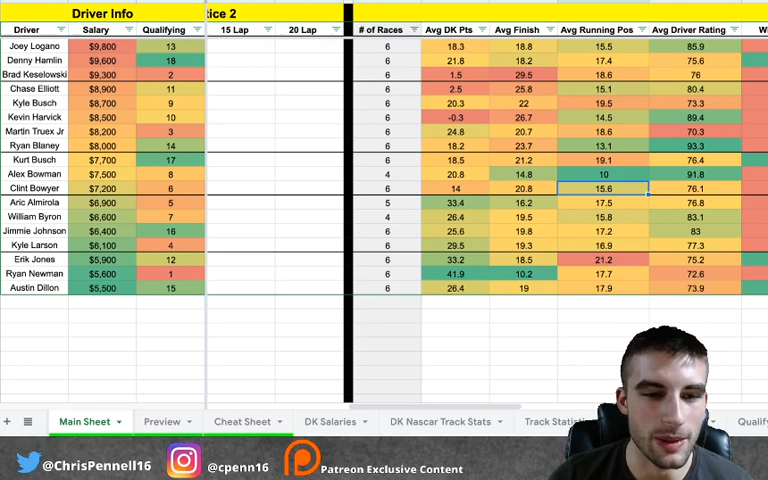 Driver Info tice 2
Driver Salary Qualifying 15 Lap 20 Lap # of Races Avg DK Pts Avg Finish Avg Running Pos Avg Driver Rating Wi
Joey Logano $9,800 13 6 18.3 18.8 15.5 85.9
Denny Hamlin $9,600 18 6 21.8 18.2 17.4 75.6
Brad Keselowski $9,300 2 6 1.5 29.5 18.6 76
Chase Elliott $8,900 11 6 2.5 25.8 15.1 80.4
Kyle Busch $8,700 9 6 20.3 22 19.5 73.3
Kevin Harvick $8,500 10 6 -0.3 26.7 14.5 89.4
Martin Truex Jr $8,200 3 6 24.8 20.7 18.6 70.3
Ryan Blaney $8,000 14 6 18.2 23.7 13.1 93.3
Kurt Busch $7,700 17 6 18.5 21.2 19.1 76.4
Alex Bowman $7,500 8 4 20.8 14.8 10 91.8
Clint Bowyer $7,200 6 6 14 20.8 15.6 76.1
Aric Almirola $6,900 5 5 33.4 16.2 17.5 76.8
William Byron $6,600 7 4 26.4 19.5 15.8 83.1
Jimmie Johnson $6,400 16 6 25.6 19.8 17.2 83
Kyle Larson $6,100 4 6 29.5 19.3 16.9 77.3
Erik Jones $5,900 12 6 33.2 18.5 21.2 75.2
Ryan Newman $5,600 1 6 41.9 10.2 17.7 72.6
Austin Dillon $5,500 15 6 26.4 19 17.9 73.9
+ Main Sheet Preview Cheat Sheet DK Salaries DK Nascar Track Stats Track Statisti Qualify
@ChrisPennell16 @cpenn16 Patreon Exclusive Content